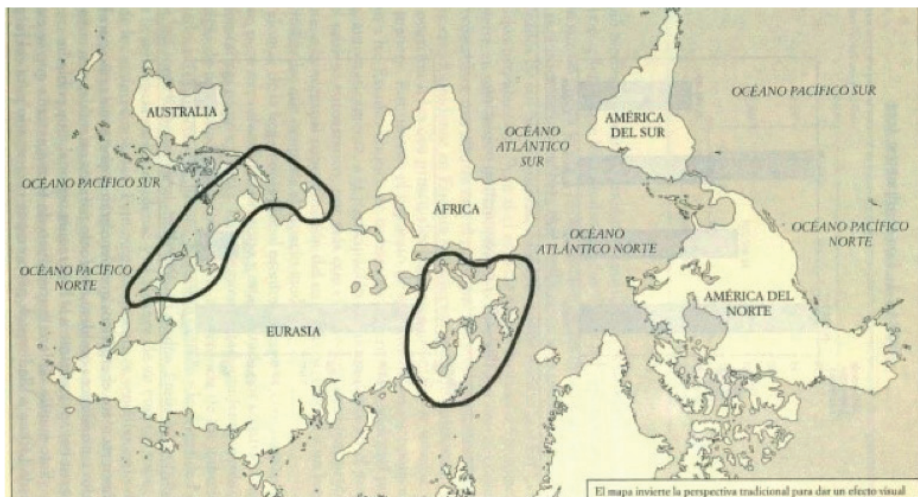 AUSTRALIA
AMÉRICA
DEL SUR
OCÉANO PACÍFICO SUR
OCÉANO
ATLÁNTICO
SUR
OCÉANO PACÍFICO SUR
ÁFRICA
OCÉANO
ATLÁNTICO NORTE
OCÉANO PACÍFICO
NORTE
OCÉANO PACÍFICO
NORTE
AMÉRICA DEL
NORTE
EURASIA
El mapa invierte la perspectiva tradicional para dar un efecto visual